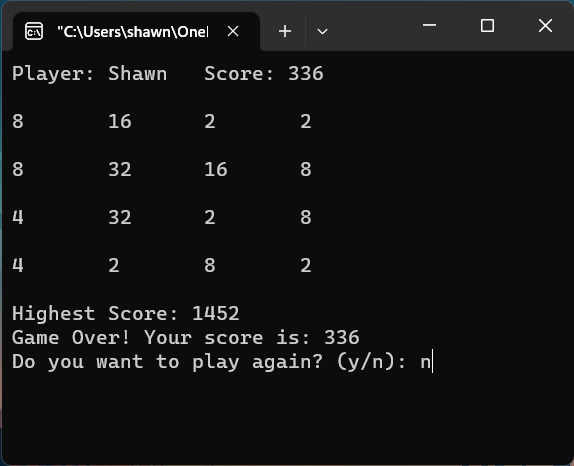 "C:\Users\shawn\OneI
Player: Shawn   Score: 336
8       16      2       2
8       32      16      8
4       32      2       8
4       2       8       2
Highest Score: 1452
Game Over! Your score is: 336
Do you want to play again? (y/n): n